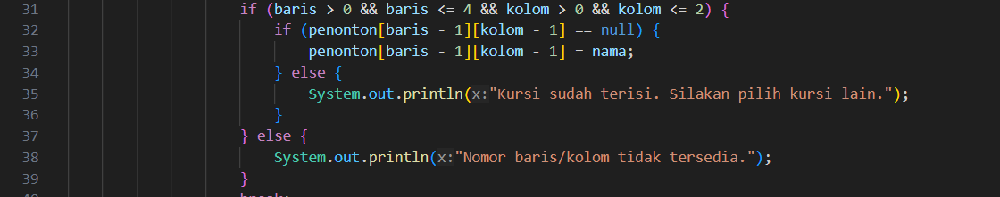 31 if (baris > 0 && baris <= 4 && kolom > 0 && kolom <= 2) {
32 if (penonton[baris - 1][kolom - 1] == null) {
33 penonton[baris - 1][kolom - 1] = nama;
34 } else {
35 System.out.println(x:"Kursi sudah terisi. Silakan pilih kursi lain.");
36 }
37 } else {
38 System.out.println(x:"Nomor baris/kolom tidak tersedia.");
39 }
40 break;